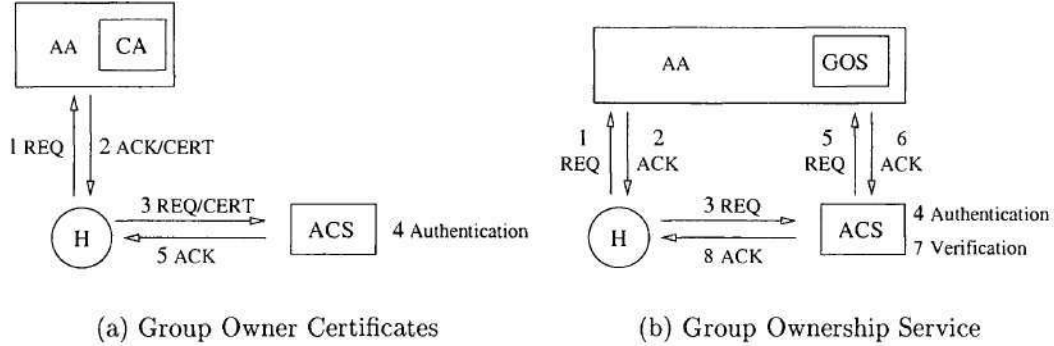 AA
CA
1 REQ
2 ACK/CERT
3 REQ/CERT
H
ACS
4 Authentication
5 ACK
(a) Group Owner Certificates
AA
GOS
1
REQ
2
ACK
5
REQ
6
ACK
3 REQ
H
ACS
4 Authentication
7 Verification
8 ACK
(b) Group Ownership Service